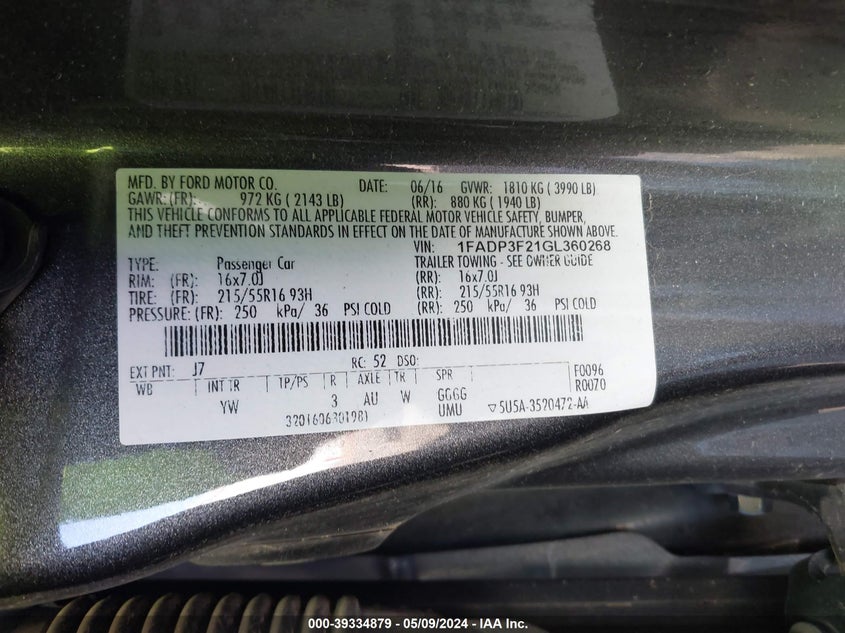 MFD. BY FORD MOTOR CO. DATE: 06/16 GVWR: 1810 KG ( 3990 LB)
GAWR: (FR): 972 KG ( 2143 LB) (RR): 880 KG ( 1940 LB)
THIS VEHICLE CONFORMS TO ALL APPLICABLE FEDERAL MOTOR VEHICLE SAFETY, BUMPER,
AND THEFT PREVENTION STANDARDS IN EFFECT ON THE DATE OF MANUFACTURE SHOWN ABOVE.
VIN: 1FADP3F21GL360268
TYPE: Passenger Car TRAILER TOWING - SEE OWNER GUIDE
RIM: (FR): 16x7.0J (RR): 16x7.0J
TIRE: (FR): 215/55R16 93H (RR): 215/55R16 93H
PRESSURE: (FR): 250 kPa/ 36 PSI COLD (RR): 250 kPa/ 36 PSI COLD
EXT PNT: J7 RC: 52 DSO: F0096
WB INT TR TP/PS R AXLE TR SPR R0070
YW 3 AU W GGGG
UMU ▽5U5A-3520472-AA
000-39334879 - 05/09/2024 - IAA Inc.